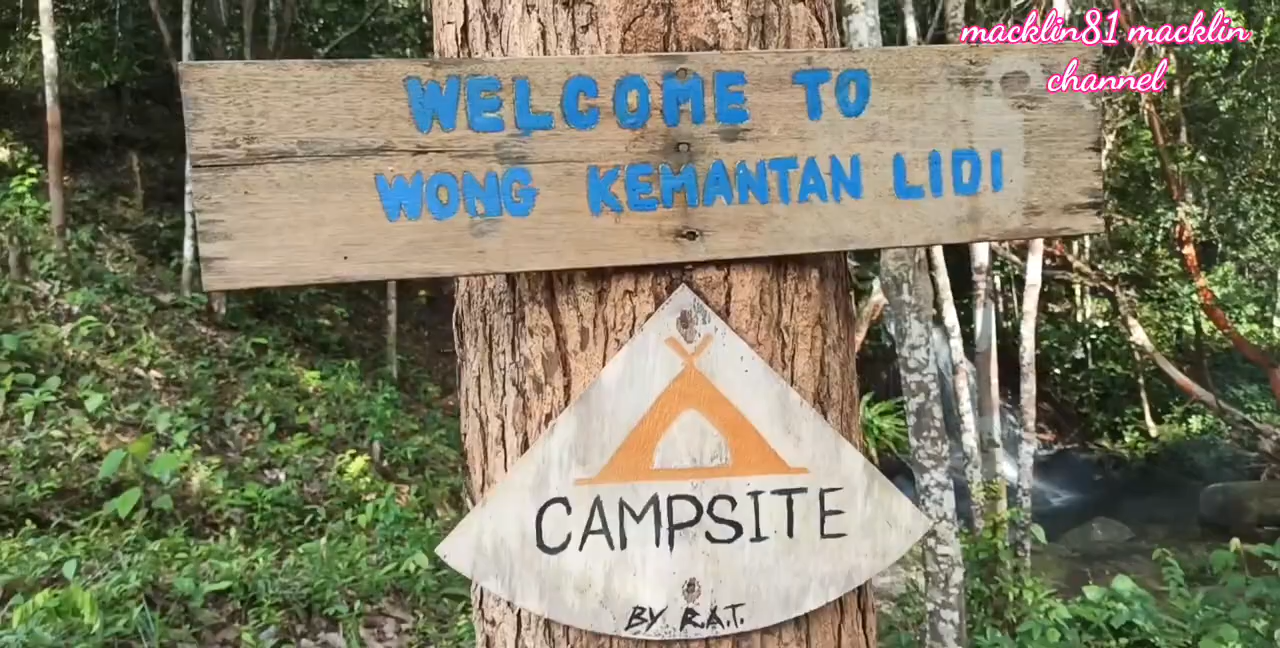 macklin81 macklin
channel
WELCOME TO
WONG KEMANTAN LIDI
CAMPSITE
BY R.A.T.